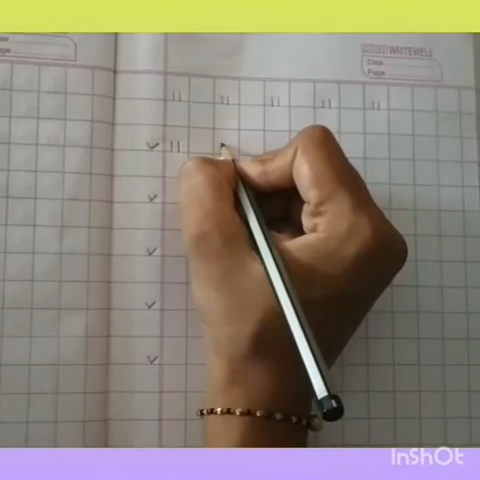 WRITEWELL
Date
Page
11 11 11 11 11
11
InShOt